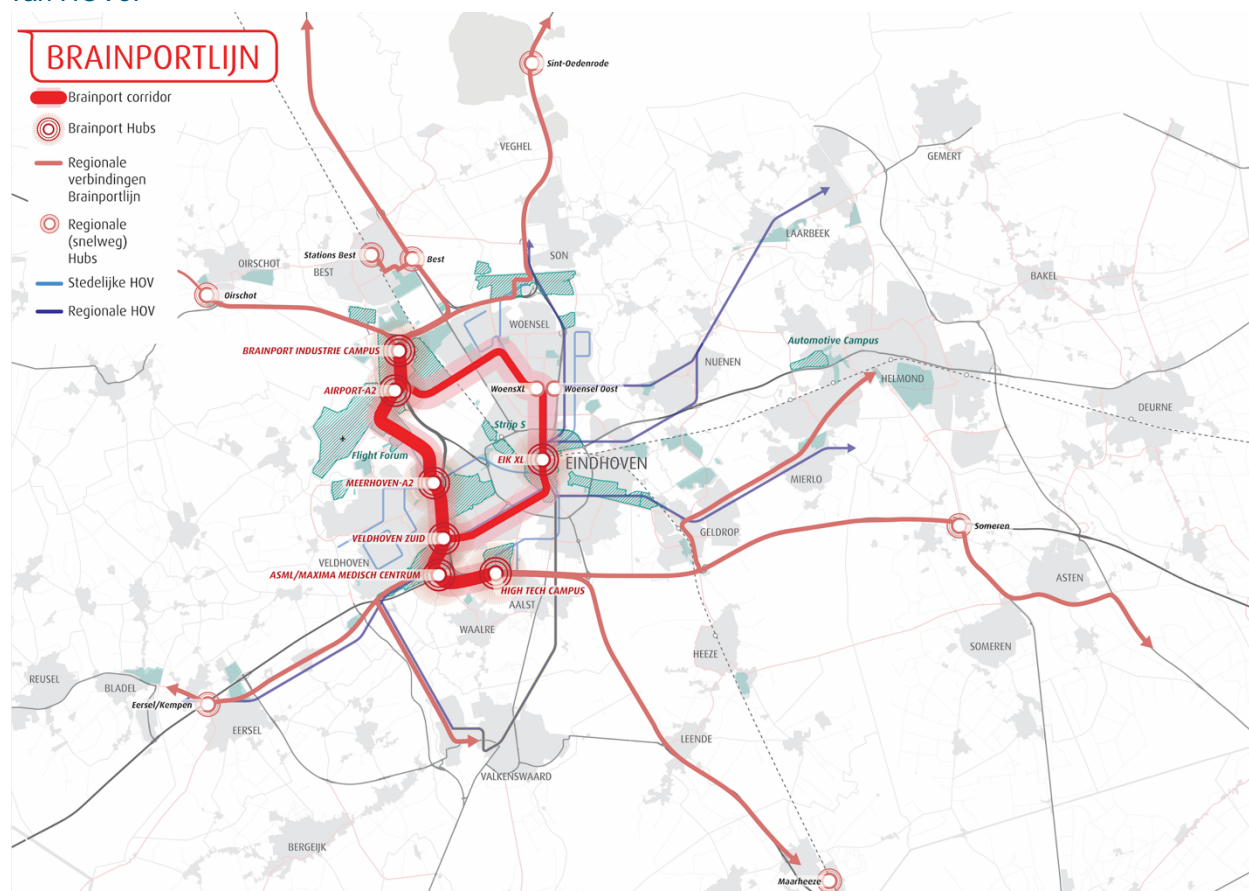 van HOVer
BRAINPORTLIJN
Brainport corridor
Brainport Hubs
Regionale
verbindingen
Brainportlijn
Regionale
(snelweg)
Hubs
Stedelijke HOV
Regionale HOV
Sint-Oedenrode
VEGHEL
GEMERT
LAARBEEK
SON
OIRSCHOT
Stations Best
BEST
Best
BAKEL
Oirschot
WOENSEL
BRAINPORT INDUSTRIE CAMPUS
Automotive Campus
NUENEN
HELMOND
AIRPORT-A2
WoensXL
Woensel Oost
DEURNE
Strijp S
Flight Forum
EIK XL
EINDHOVEN
MEERHOVEN-A2
MIERLO
Someren
VELDHOVEN ZUID
GELDROP
VELDHOVEN
ASML/MAXIMA MEDISCH CENTRUM
HIGH TECH CAMPUS
ASTEN
AALST
WAALRE
HEEZE
SOMEREN
REUSEL
BLADEL
Eersel/Kempen
EERSEL
LEENDE
VALKENSWAARD
BERGEIJK
Maarheeze